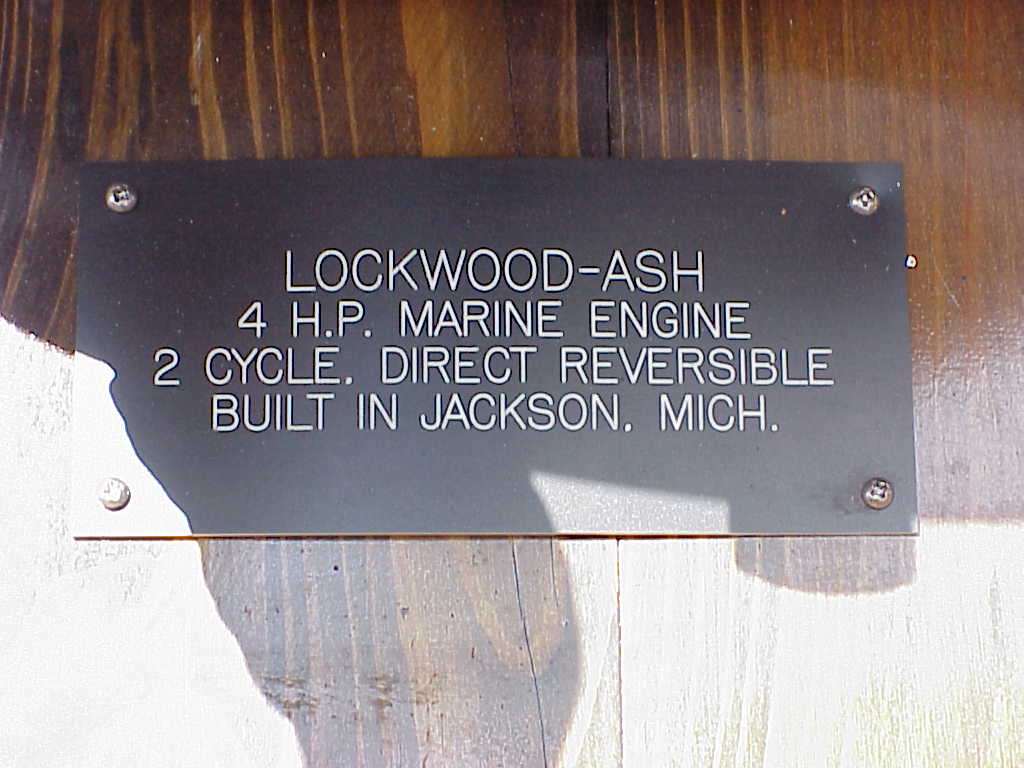 LOCKWOOD-ASH
4 H.P. MARINE ENGINE
2 CYCLE. DIRECT REVERSIBLE
BUILT IN JACKSON. MICH.